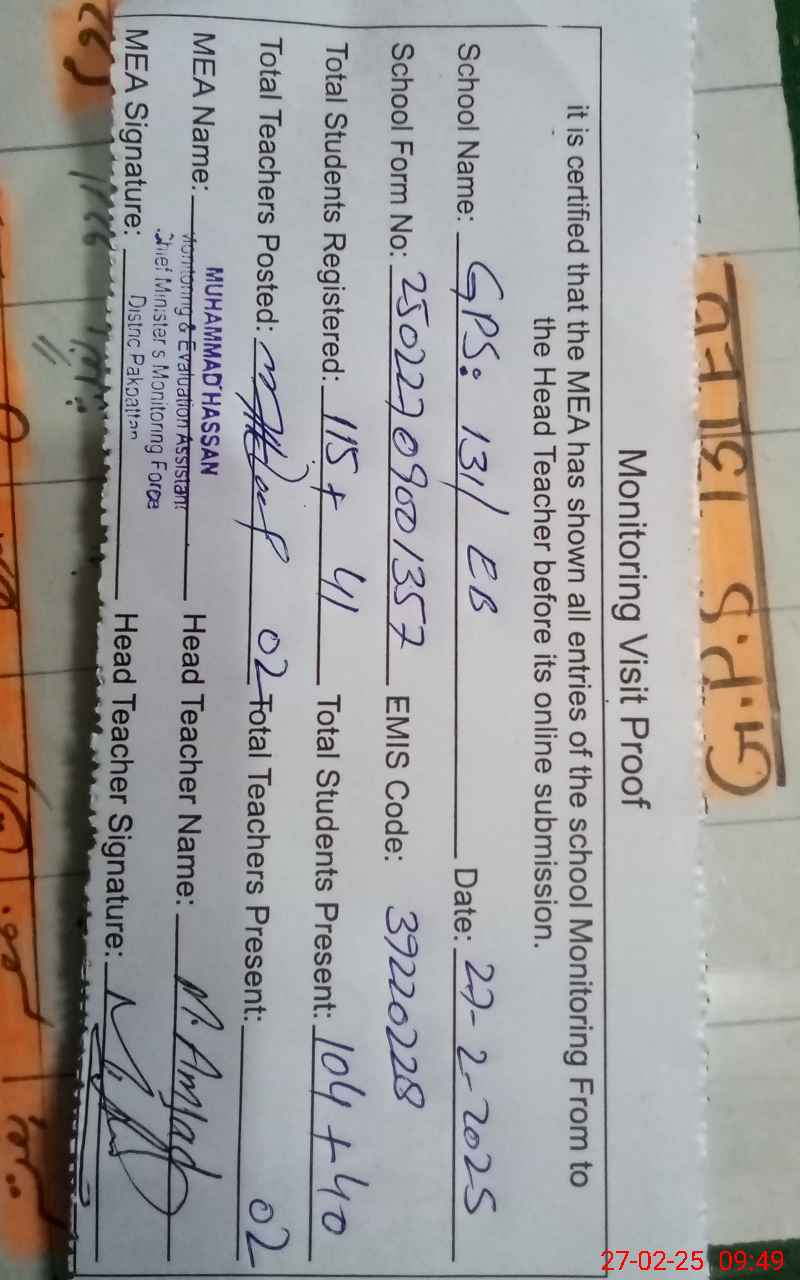 G.P.S 131 EB
Monitoring Visit Proof
it is certified that the MEA has shown all entries of the school Monitoring From to
the Head Teacher before its online submission.
School Name: GPS: 131/EB Date: 27-2-2025
School Form No: 25022709001357 EMIS Code: 39220228
Total Students Registered: 115+ 41 Total Students Present: 104+40
Total Teachers Posted: 02 Total Teachers Present: 02
MUHAMMAD HASSAN
MEA Name: Monitoring & Evaluation Assistant Head Teacher Name: M. Amjad
Chief Minister s Monitoring Force
MEA Signature: Distric Pakpattan Head Teacher Signature:
27-02-25 09:49